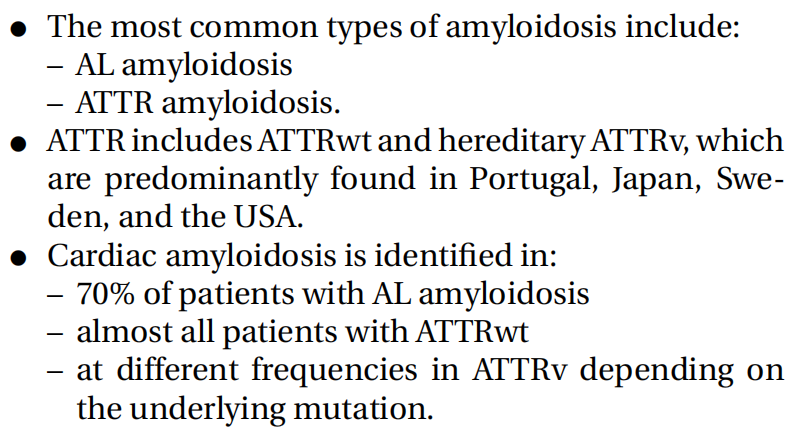 ● The most common types of amyloidosis include:
– AL amyloidosis
– ATTR amyloidosis.
● ATTR includes ATTRwt and hereditary ATTRv, which
are predominantly found in Portugal, Japan, Swe-
den, and the USA.
● Cardiac amyloidosis is identified in:
– 70% of patients with AL amyloidosis
– almost all patients with ATTRwt
– at different frequencies in ATTRv depending on
the underlying mutation.